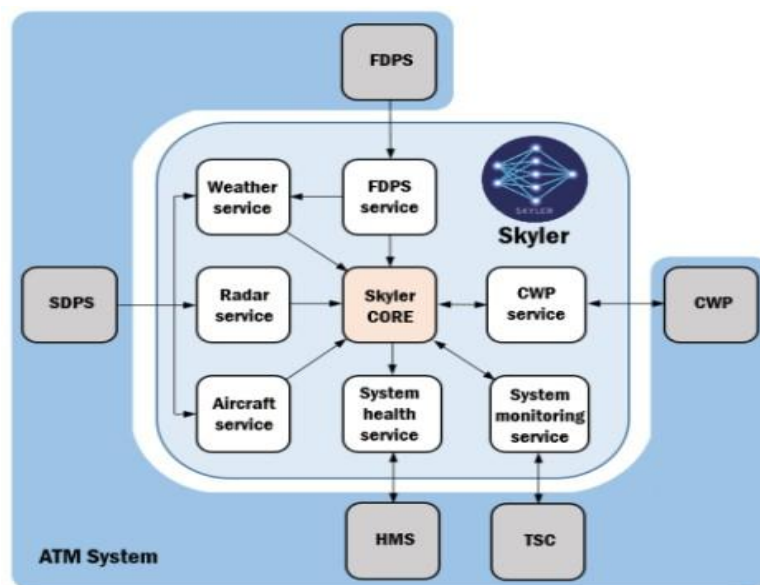 FDPS
Weather
service
FDPS
service
SKYLER
Skyler
SDPS
Radar
service
Skyler
CORE
CWP
service
CWP
Aircraft
service
System
health
service
System
monitoring
service
HMS
TSC
ATM System